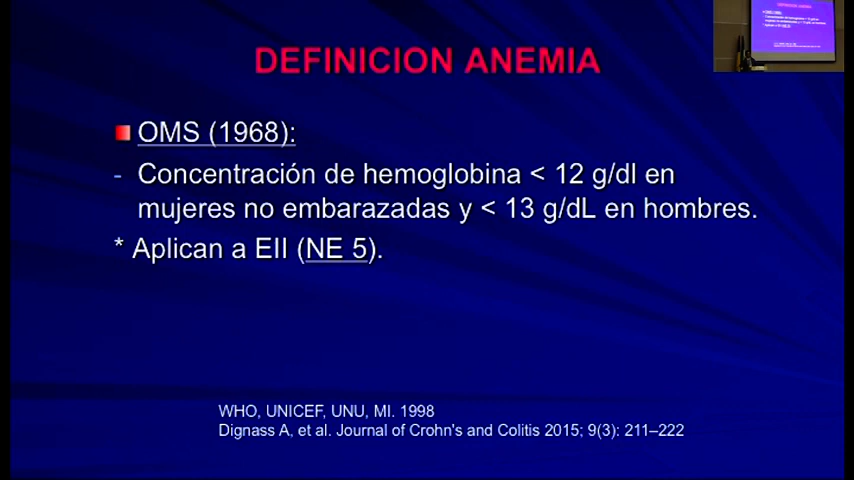 DEFINICION ANEMIA
OMS (1968):
- Concentración de hemoglobina < 12 g/dl en
mujeres no embarazadas y < 13 g/dL en hombres.
* Aplican a EII (NE 5).
WHO, UNICEF, UNU, MI. 1998
Dignass A, et al. Journal of Crohn's and Colitis 2015; 9(3): 211–222